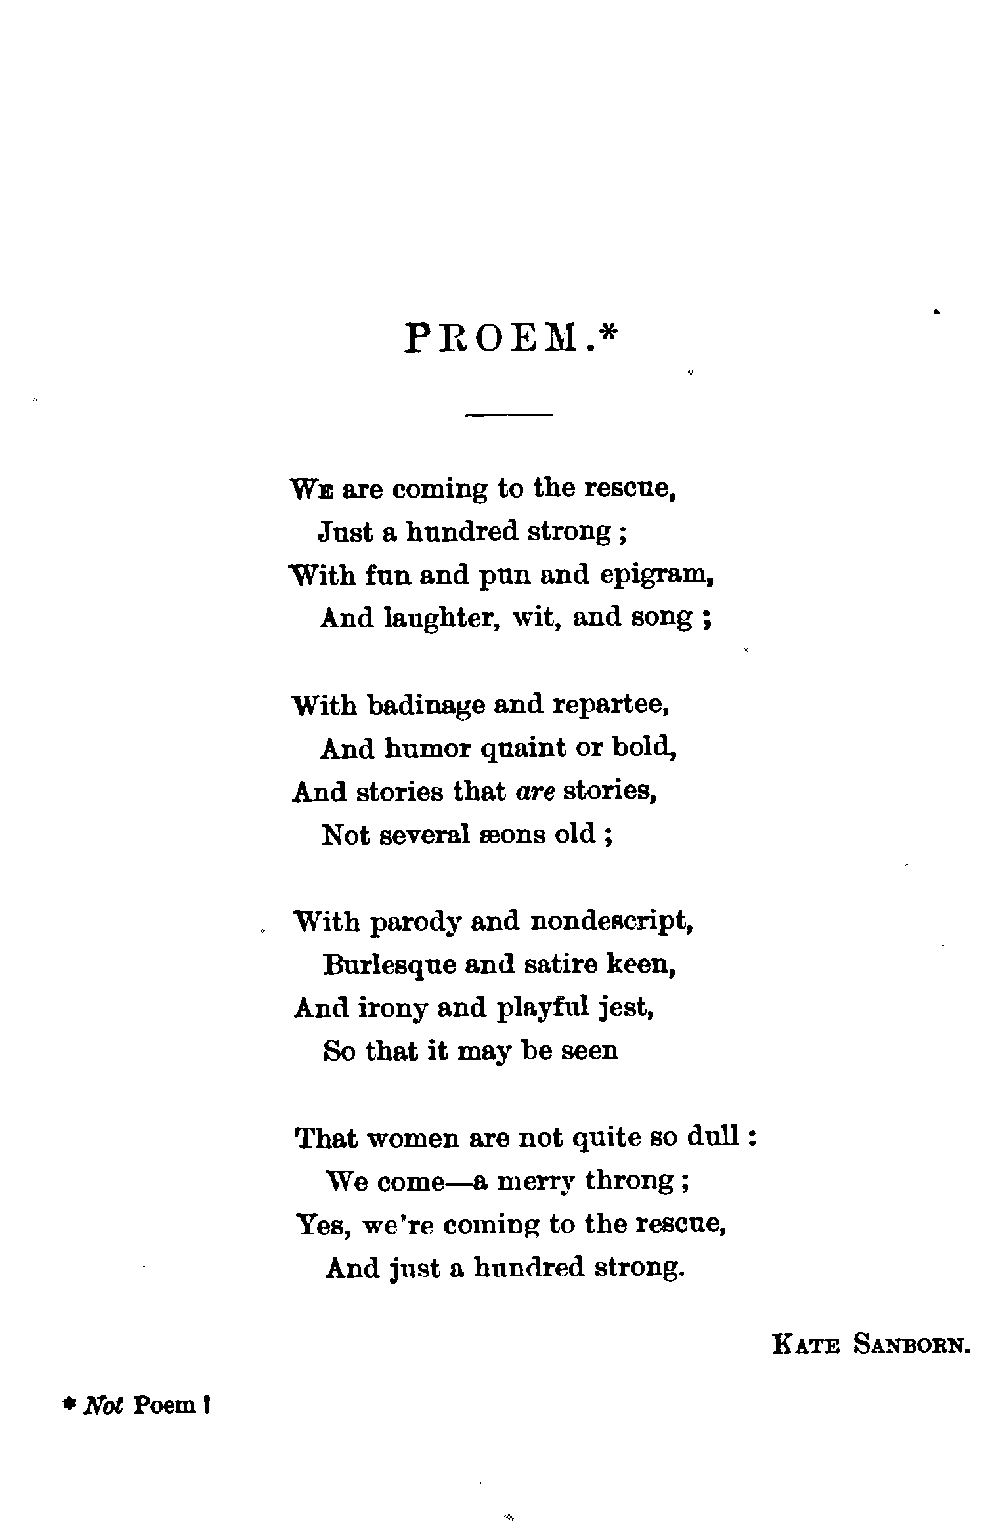 PROEM.*
WE are coming to the rescue,
Just a hundred strong ;
With fun and pun and epigram,
And laughter, wit, and song ;
With badinage and repartee,
And humor quaint or bold,
And stories that are stories,
Not several æons old ;
With parody and nondescript,
Burlesque and satire keen,
And irony and playful jest,
So that it may be seen
That women are not quite so dull :
We come—a merry throng ;
Yes, we're coming to the rescue,
And just a hundred strong.
KATE SANBORN.
* Not Poem !